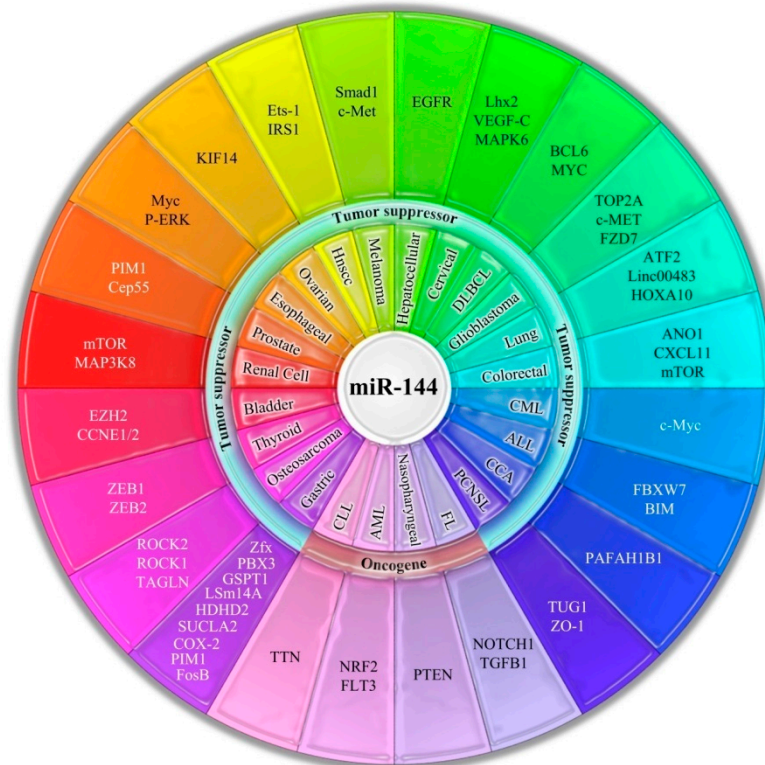 EGFR
Lhx2
VEGF-C
MAPK6
BCL6
MYC
TOP2A
c-MET
FZD7
ATF2
Linc00483
HOXA10
ANO1
CXCL11
mTOR
c-Myc
FBXW7
BIM
PAFAH1B1
TUG1
ZO-1
NOTCH1
TGFB1
PTEN
NRF2
FLT3
TTN
Zfx
PBX3
GSPT1
LSm14A
HDHD2
SUCLA2
COX-2
PIM1
FosB
ROCK2
ROCK1
TAGLN
ZEB1
ZEB2
EZH2
CCNE1/2
mTOR
MAP3K8
PIM1
Cep55
Myc
P-ERK
KIF14
Ets-1
IRS1
Smad1
c-Met
Tumor suppressor
Tumor suppressor
Oncogene
Tumor suppressor
Hepatocellular
Cervical
DLBCL
Glioblastoma
Lung
Colorectal
CML
ALL
CCA
PCNSL
FL
Nasopharyngeal
AML
CLL
Gastric
Osteosarcoma
Thyroid
Bladder
Renal Cell
Prostate
Esophageal
Ovarian
Hnscc
Melanoma
miR-144